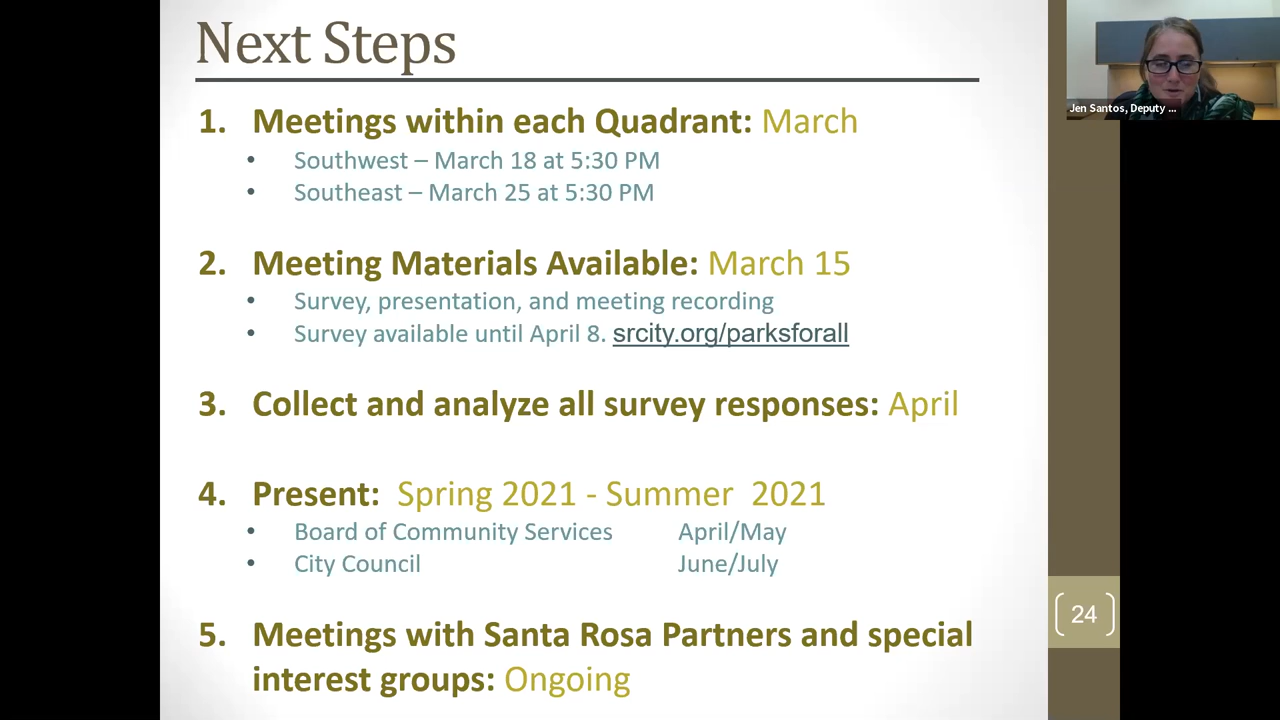 Next Steps
1. Meetings within each Quadrant: March
• Southwest – March 18 at 5:30 PM
• Southeast – March 25 at 5:30 PM
2. Meeting Materials Available: March 15
• Survey, presentation, and meeting recording
• Survey available until April 8. srcity.org/parksforall
3. Collect and analyze all survey responses: April
4. Present: Spring 2021 - Summer 2021
• Board of Community Services April/May
• City Council June/July
5. Meetings with Santa Rosa Partners and special
interest groups: Ongoing
24
Jen Santos, Deputy ...